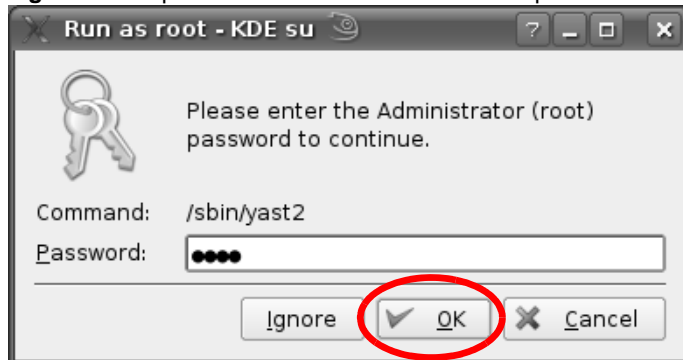 Run as root - KDE su
Please enter the Administrator (root)
password to continue.
Command: /sbin/yast2
Password: ●●●●
Ignore OK Cancel